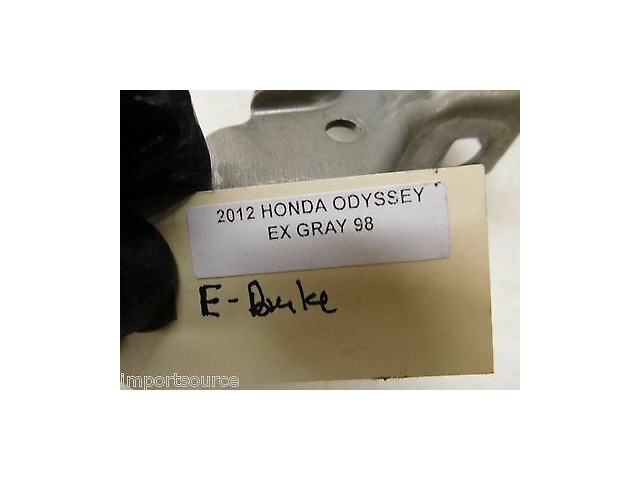 2012 HONDA ODYSSEY
EX GRAY 98
E-Brake
importsource